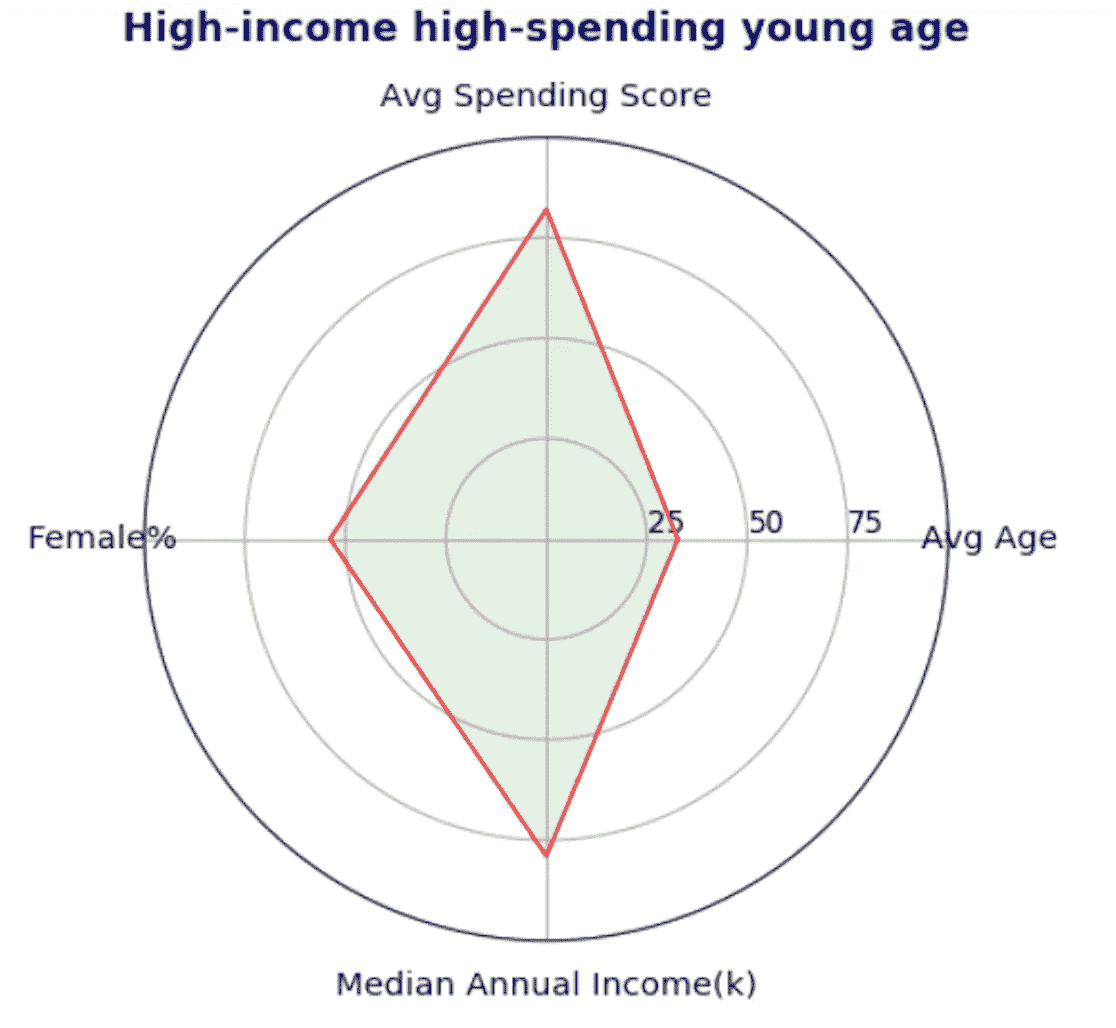 High-income high-spending young age
Avg Spending Score
25
50
75
Female%
Avg Age
Median Annual Income(k)